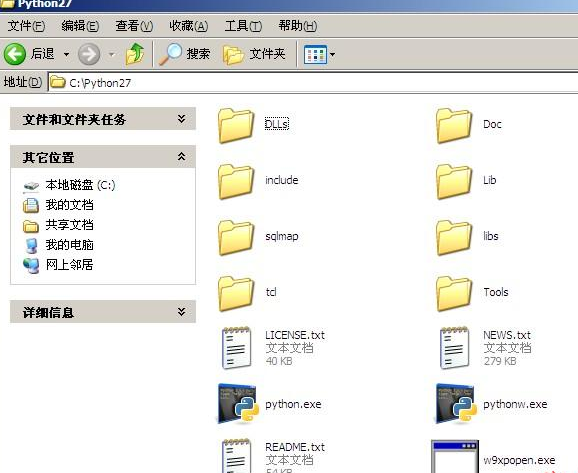 Python27
文件(F) 编辑(E) 查看(V) 收藏(A) 工具(T) 帮助(H)
后退 搜索 文件夹
地址(D) C:\Python27
文件和文件夹任务
其它位置
本地磁盘 (C:)
我的文档
共享文档
我的电脑
网上邻居
详细信息
DLLs Doc
include Lib
sqlmap libs
tcl Tools
LICENSE.txt NEWS.txt
文本文档 文本文档
40 KB 279 KB
python.exe pythonw.exe
README.txt
文本文档 w9xpopen.exe
54 KB